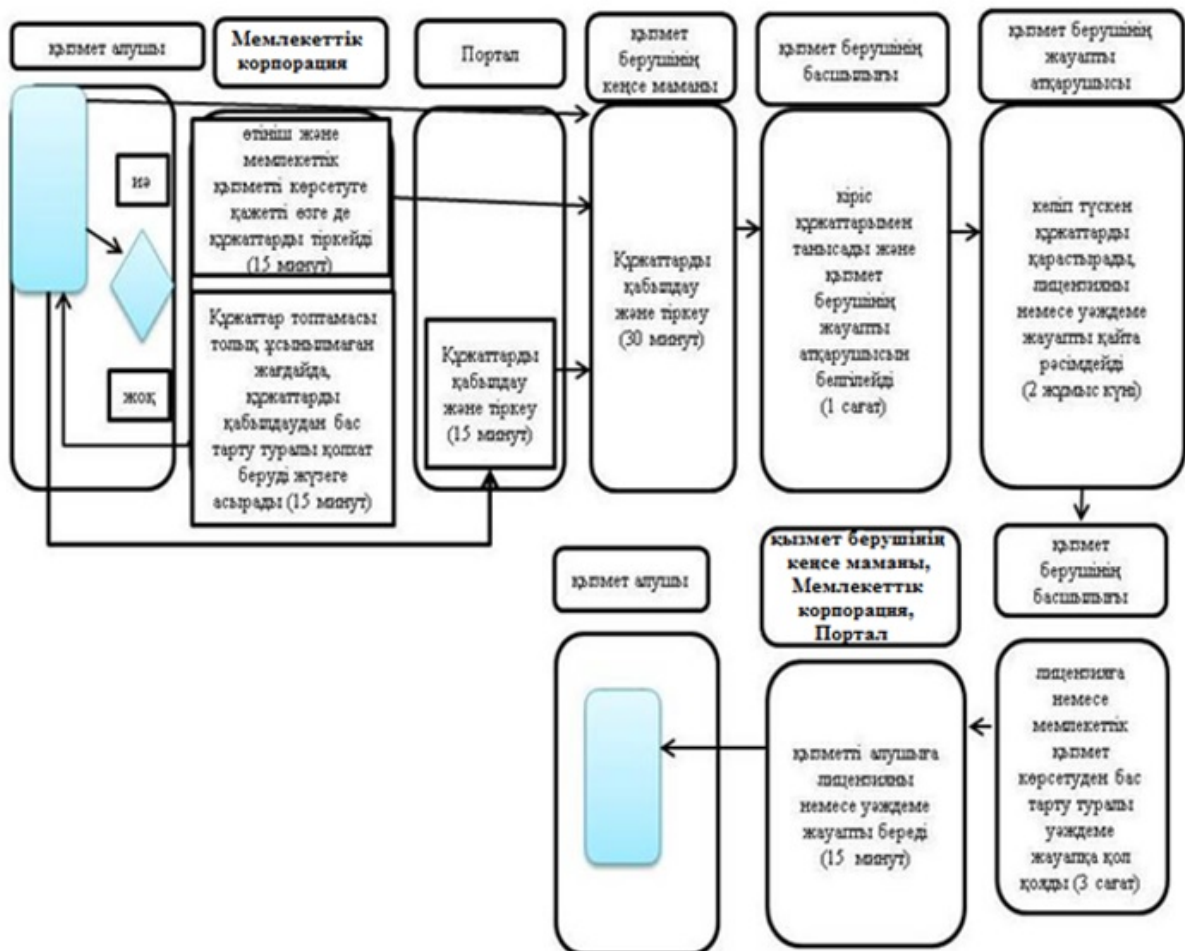 қызмет алушы
Мемлекеттік
корпорация
Портал
қызмет
берушінің
кеңсе маманы
қызмет берушінің
басшылығы
қызмет берушінің
жауапты
атқарушысы
иә
жоқ
өтініш және
мемлекеттік
қызметті көрсетуге
қажетті өзге де
құжаттарды тіркейді
(15 минут)
Құжаттар топтамасы
толық ұсынылмаған
жағдайда,
құжаттарды
қабылдаудан бас
тарту туралы қолхат
беруді жүзеге
асырады (15 минут)
Құжаттарды
қабылдау
және тіркеу
(15 минут)
Құжаттарды
қабылдау
және тіркеу
(30 минут)
кіріс
құжаттарымен
танысады және
қызмет
берушінің
жауапты
атқарушысын
белгілейді
(1 сағат)
келіп түскен
құжаттарды
қарастырады,
лицензияны
немесе уәждеме
жауапты қайта
рәсімдейді
(2 жұмыс күні)
қызмет алушы
қызмет берушінің
кеңсе маманы,
Мемлекеттік
корпорация,
Портал
қызмет
берушінің
басшылығы
қызметті алушыға
лицензияны
немесе уәждеме
жауапты береді
(15 минут)
лицензияға
немесе
мемлекеттік
қызмет
көрсетуден бас
тарту туралы
уәждеме
жауапқа қол
қояды (3 сағат)